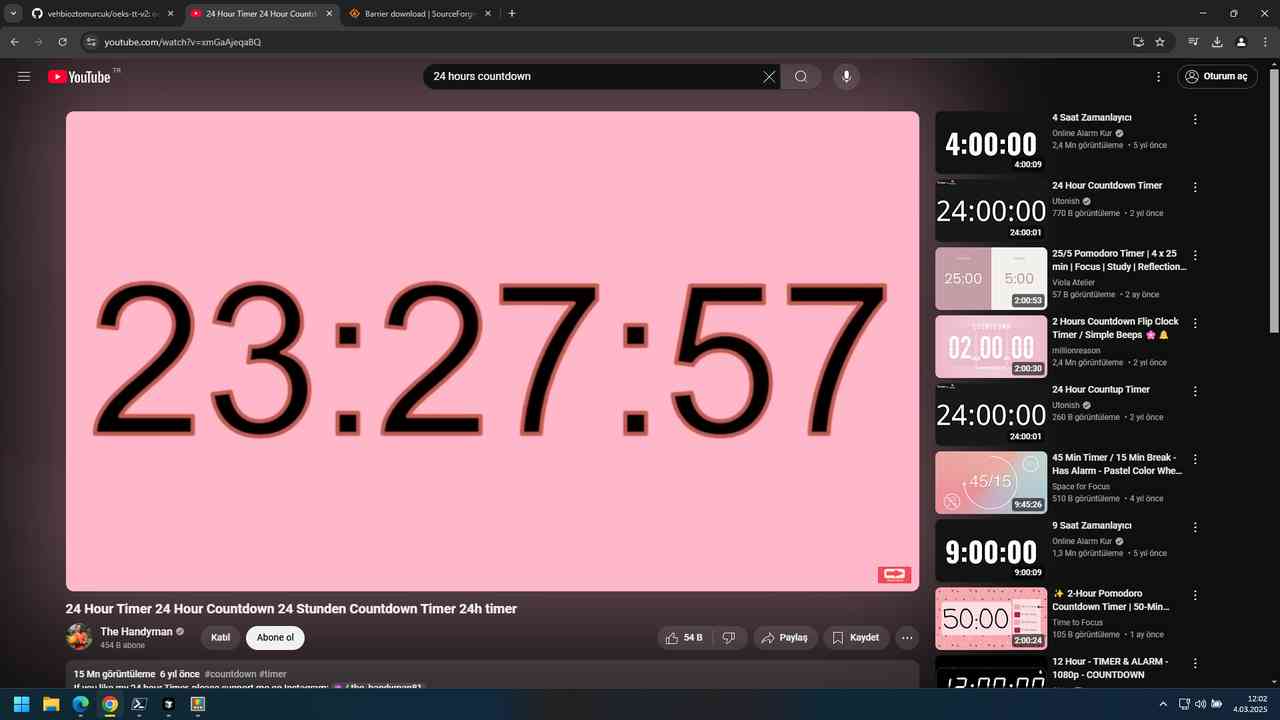 vehbioztomurcuk/oeks-tt-v2:
24 Hour Timer 24 Hour Countd
Barrier download | SourceForg
youtube.com/watch?v=xmGaAjeqaBQ
YouTube TR
24 hours countdown
Oturum aç
23:27:57
24 Hour Timer 24 Hour Countdown 24 Stunden Countdown Timer 24h timer
The Handyman
454 B abone
Katıl
Abone ol
54 B
Paylaş
Kaydet
15 Mn görüntüleme 6 yıl önce #countdown #timer
If you like my 24 hour Timer, please support me on Instagram: / the_handyman81
4:00:00
4:00:09
4 Saat Zamanlayıcı
Online Alarm Kur
2,4 Mn görüntüleme • 5 yıl önce
24:00:00
24:00:01
24 Hour Countdown Timer
Utonish
770 B görüntüleme • 2 yıl önce
25:00
5:00
2:00:53
25/5 Pomodoro Timer | 4 x 25
min | Focus | Study | Reflection...
Viola Atelier
57 B görüntüleme • 2 ay önce
COUNTDOWN
02 00 00
2:00:30
2 Hours Countdown Flip Clock
Timer / Simple Beeps 🌸 🔔
millionreason
2,4 Mn görüntüleme • 2 yıl önce
24:00:00
24:00:01
24 Hour Countup Timer
Utonish
260 B görüntüleme • 2 yıl önce
45/15
9:45:26
45 Min Timer / 15 Min Break -
Has Alarm - Pastel Color Whe...
Space for Focus
510 B görüntüleme • 4 yıl önce
9:00:00
9:00:09
9 Saat Zamanlayıcı
Online Alarm Kur
1,3 Mn görüntüleme • 5 yıl önce
50:00
2:00:24
✨ 2-Hour Pomodoro
Countdown Timer | 50-Min...
Time to Focus
105 B görüntüleme • 1 ay önce
12:00:00
12 Hour - TIMER & ALARM -
1080p - COUNTDOWN
12:02
4.03.2025